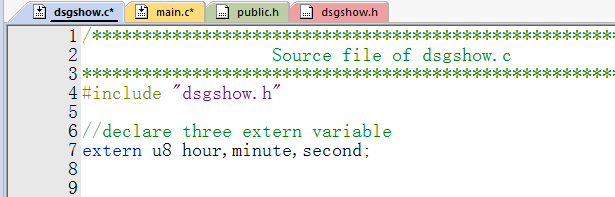 dsgshow.c* main.c* public.h dsgshow.h
1 /******************************************************************
2 Source file of dsgshow.c
3 *******************************************************************
4 #include "dsgshow.h"
5
6 //declare three extern variable
7 extern u8 hour,minute,second;
8
9